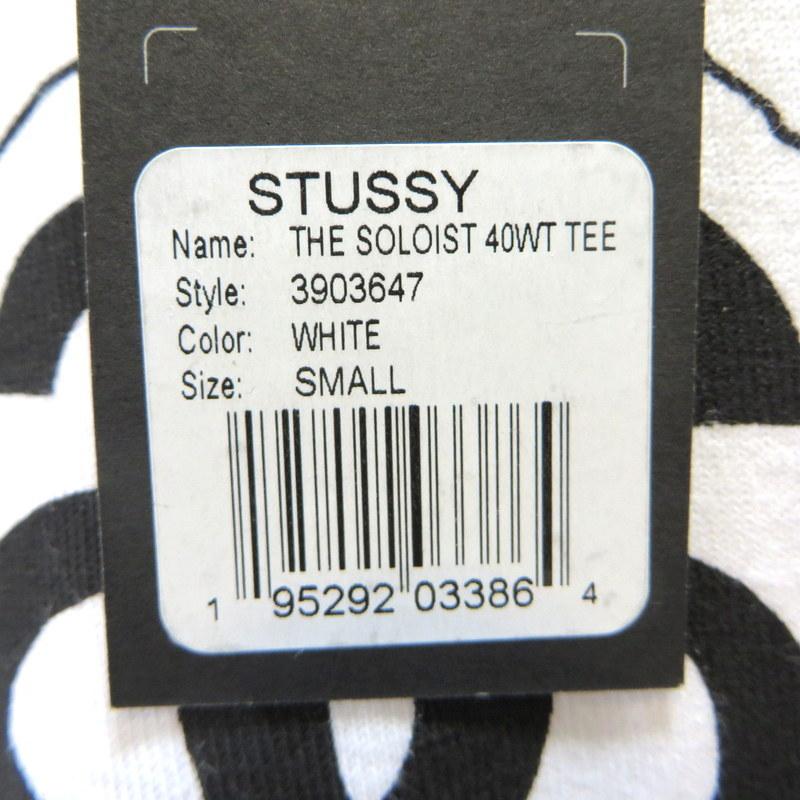 STUSSY
Name: THE SOLOIST 40WT TEE
Style: 3903647
Color: WHITE
Size: SMALL
1 95292 03386 4